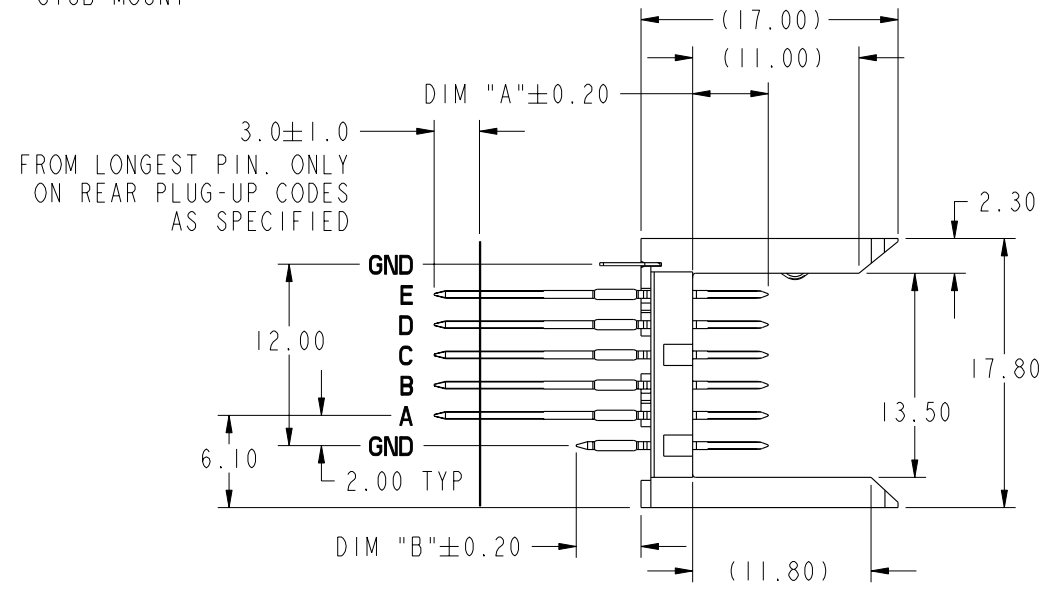 (17.00)
(11.00)
DIM "A"±0.20
3.0±1.0
FROM LONGEST PIN. ONLY
ON REAR PLUG-UP CODES
AS SPECIFIED
2.30
GND
E
D
12.00
C
17.80
B
A
13.50
GND
6.10
2.00 TYP
DIM "B"±0.20
(11.80)